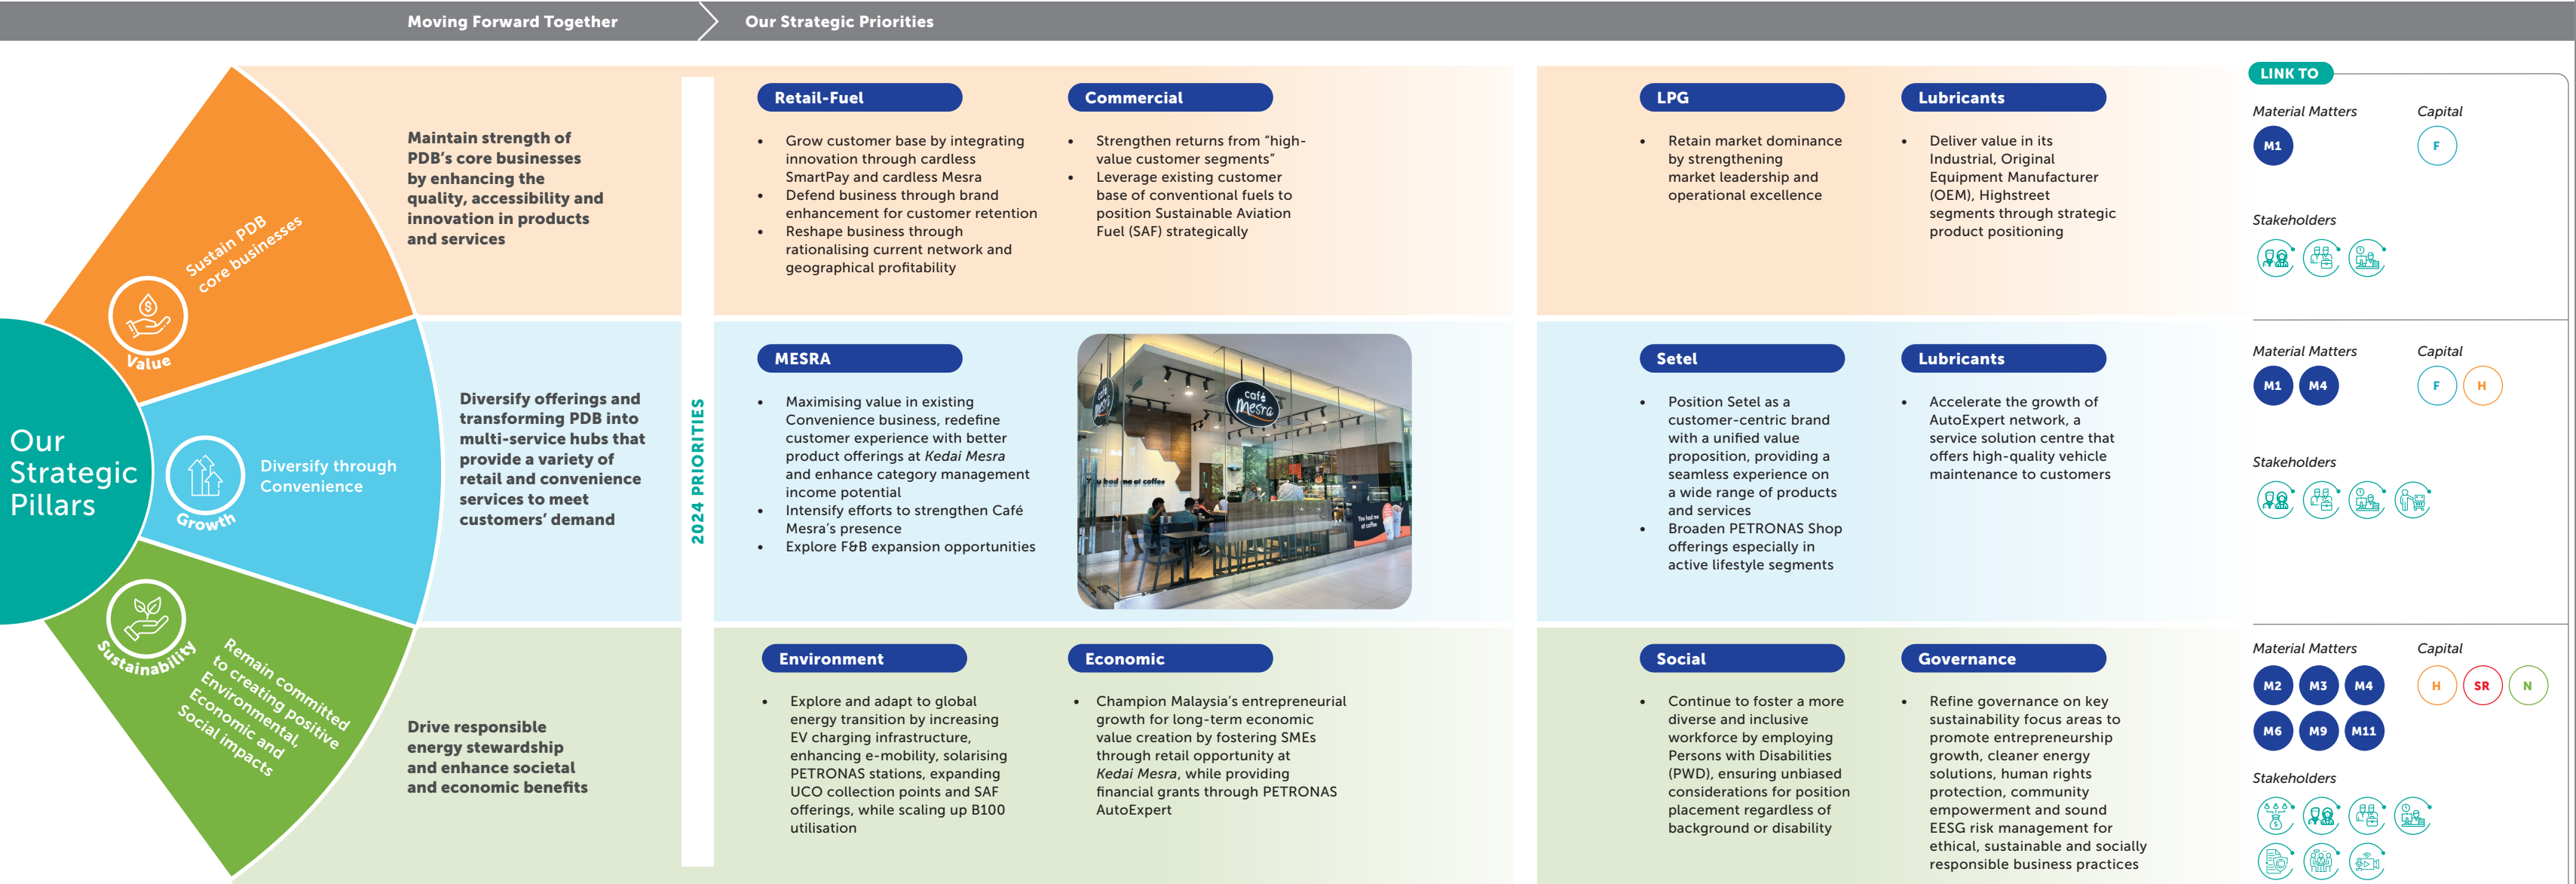 Moving Forward Together
Our Strategic Priorities
Our
Strategic
Pillars
Value
Sustain PDB
core businesses
Maintain strength of
PDB's core businesses
by enhancing the
quality, accessibility and
innovation in products
and services
2024 PRIORITIES
Retail-Fuel
• Grow customer base by integrating
innovation through cardless
SmartPay and cardless Mesra
• Defend business through brand
enhancement for customer retention
• Reshape business through
rationalising current network and
geographical profitability
Commercial
• Strengthen returns from "high-
value customer segments"
• Leverage existing customer
base of conventional fuels to
position Sustainable Aviation
Fuel (SAF) strategically
LPG
• Retain market dominance
by strengthening
market leadership and
operational excellence
Lubricants
• Deliver value in its
Industrial, Original
Equipment Manufacturer
(OEM), Highstreet
segments through strategic
product positioning
LINK TO
Material Matters
M1
Capital
F
Stakeholders
Growth
Diversify through
Convenience
Diversify offerings and
transforming PDB into
multi-service hubs that
provide a variety of
retail and convenience
services to meet
customers' demand
MESRA
• Maximising value in existing
Convenience business, redefine
customer experience with better
product offerings at Kedai Mesra
and enhance category management
income potential
• Intensify efforts to strengthen Café
Mesra's presence
• Explore F&B expansion opportunities
café
mesra
café
mesra
You had me at coffee
You had me
at coffee
Setel
• Position Setel as a
customer-centric brand
with a unified value
proposition, providing a
seamless experience on
a wide range of products
and services
• Broaden PETRONAS Shop
offerings especially in
active lifestyle segments
Lubricants
• Accelerate the growth of
AutoExpert network, a
service solution centre that
offers high-quality vehicle
maintenance to customers
Material Matters
M1 M4
Capital
F H
Stakeholders
Sustainability
Remain committed
to creating positive
Environmental,
Economic and
Social impacts
Drive responsible
energy stewardship
and enhance societal
and economic benefits
Environment
• Explore and adapt to global
energy transition by increasing
EV charging infrastructure,
enhancing e-mobility, solarising
PETRONAS stations, expanding
UCO collection points and SAF
offerings, while scaling up B100
utilisation
Economic
• Champion Malaysia's entrepreneurial
growth for long-term economic
value creation by fostering SMEs
through retail opportunity at
Kedai Mesra, while providing
financial grants through PETRONAS
AutoExpert
Social
• Continue to foster a more
diverse and inclusive
workforce by employing
Persons with Disabilities
(PWD), ensuring unbiased
considerations for position
placement regardless of
background or disability
Governance
• Refine governance on key
sustainability focus areas to
promote entrepreneurship
growth, cleaner energy
solutions, human rights
protection, community
empowerment and sound
EESG risk management for
ethical, sustainable and socially
responsible business practices
Material Matters
M2 M3 M4
M6 M9 M11
Capital
H SR N
Stakeholders